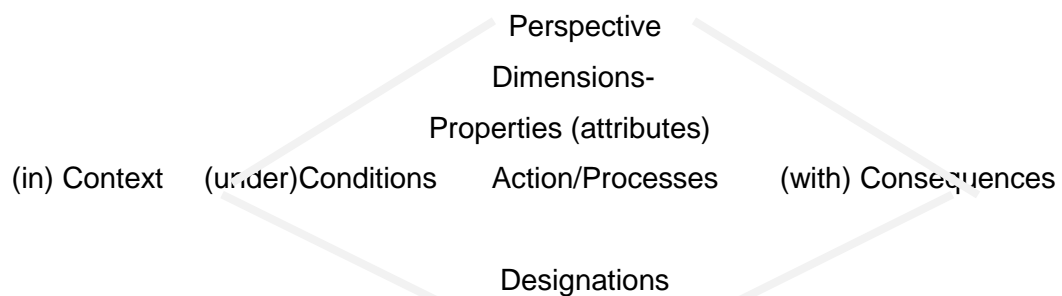 Perspective
Dimensions-
Properties (attributes)
(in) Context (under)Conditions Action/Processes (with) Consequences
Designations